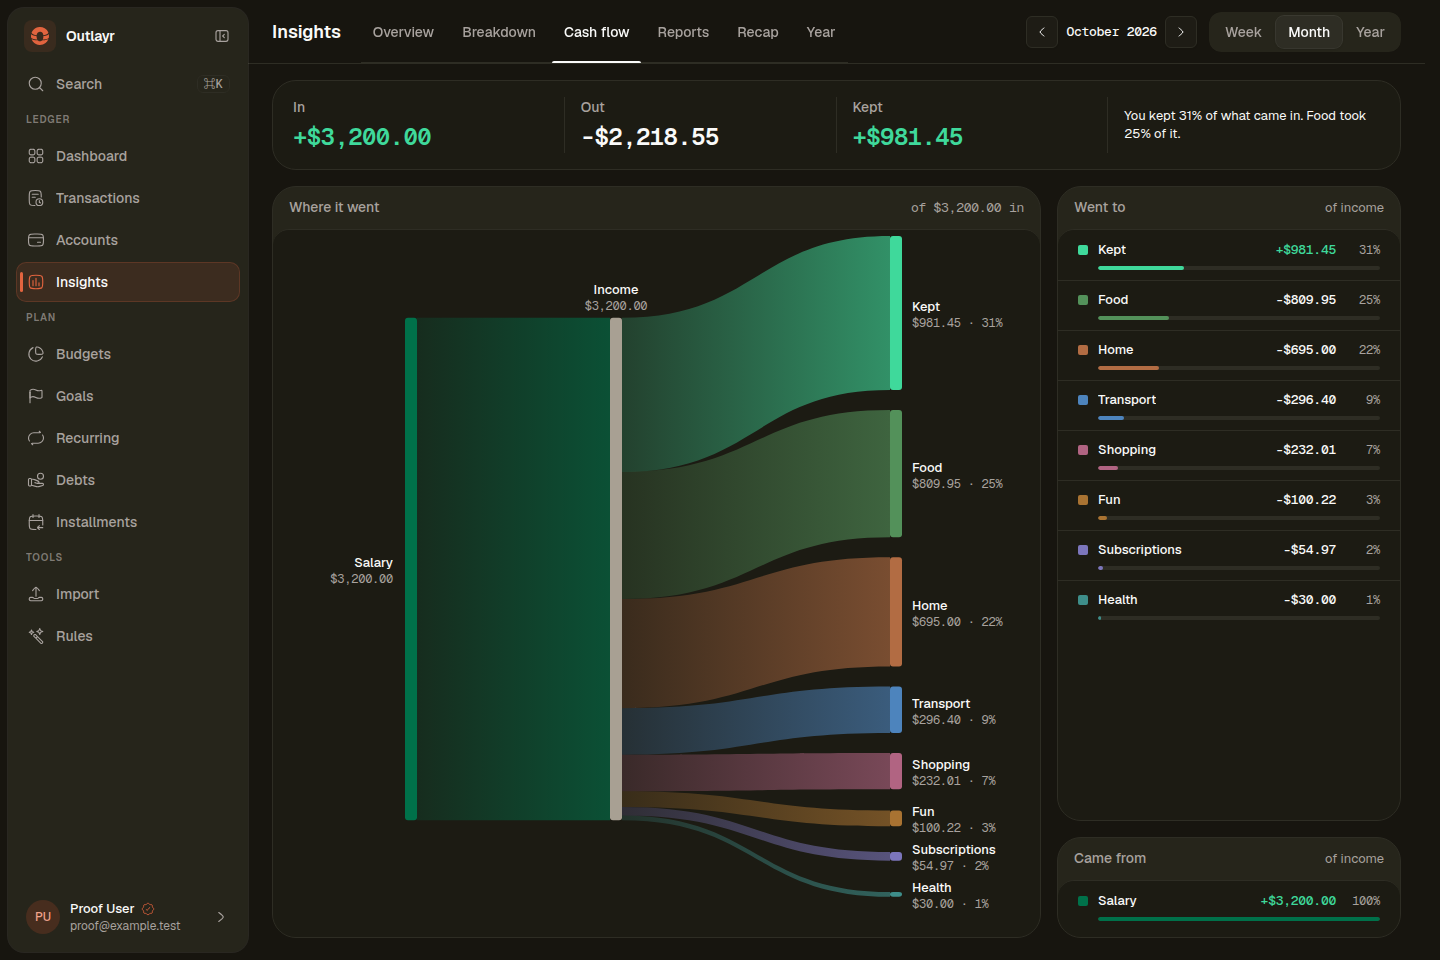 Outlayr
Search ⌘K
LEDGER
Dashboard
Transactions
Accounts
Insights
PLAN
Budgets
Goals
Recurring
Debts
Installments
TOOLS
Import
Rules
PU
Proof User
proof@example.test
Insights Overview Breakdown Cash flow Reports Recap Year
October 2026
Week Month Year
In
+$3,200.00
Out
-$2,218.55
Kept
+$981.45
You kept 31% of what came in. Food took
25% of it.
Where it went of $3,200.00 in
Salary
$3,200.00
Income
$3,200.00
Kept
$981.45 · 31%
Food
$809.95 · 25%
Home
$695.00 · 22%
Transport
$296.40 · 9%
Shopping
$232.01 · 7%
Fun
$100.22 · 3%
Subscriptions
$54.97 · 2%
Health
$30.00 · 1%
Went to of income
Kept +$981.45 31%
Food -$809.95 25%
Home -$695.00 22%
Transport -$296.40 9%
Shopping -$232.01 7%
Fun -$100.22 3%
Subscriptions -$54.97 2%
Health -$30.00 1%
Came from of income
Salary +$3,200.00 100%